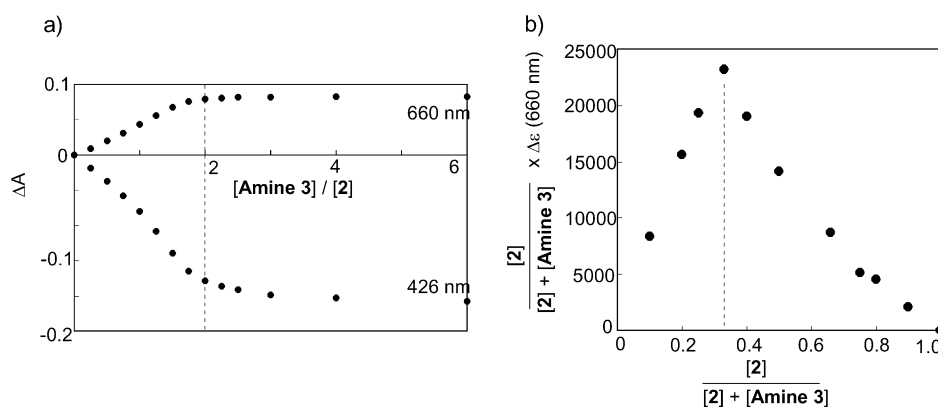 a)
0.1
0
-0.1
-0.2
ΔA
2
4
6
660 nm
[Amine 3] / [2]
426 nm
b)
25000
20000
15000
10000
5000
0
[2]
[2] + [Amine 3]
x Δε (660 nm)
0
0.2
0.4
0.6
0.8
1.0
[2]
[2] + [Amine 3]